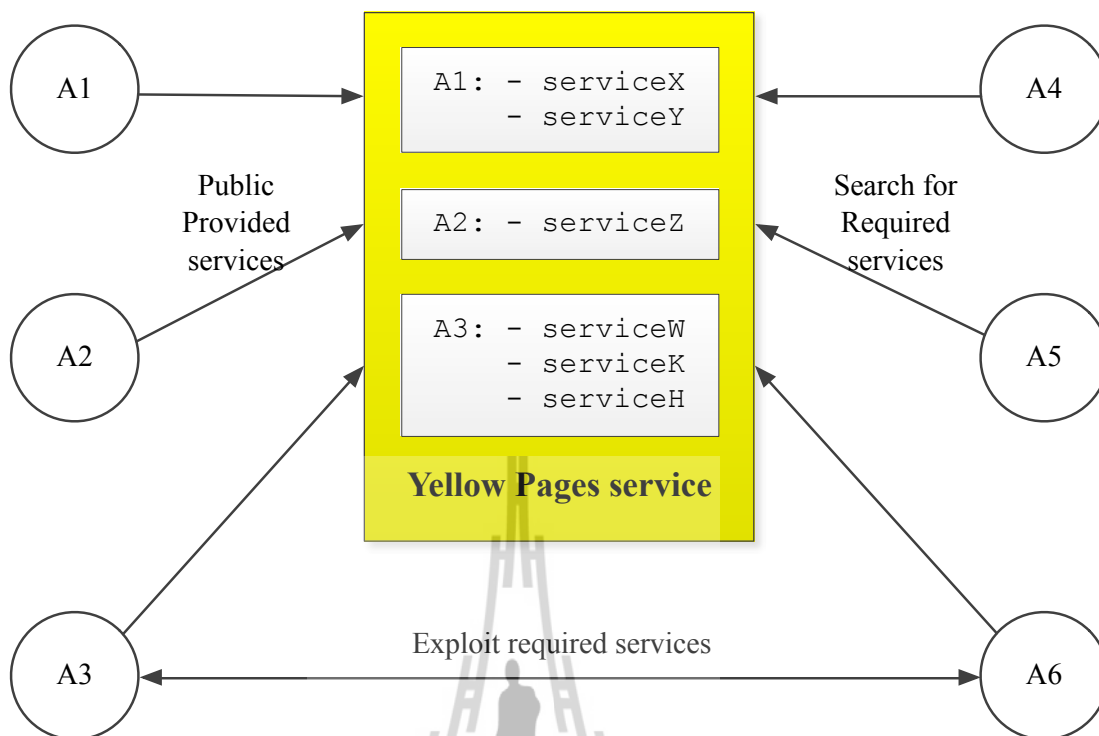 A1
A1: - serviceX
- serviceY
A4
Public
Provided
services
A2: - serviceZ
Search for
Required
services
A2
A3: - serviceW
- serviceK
- serviceH
A5
Yellow Pages service
Exploit required services
A3
A6